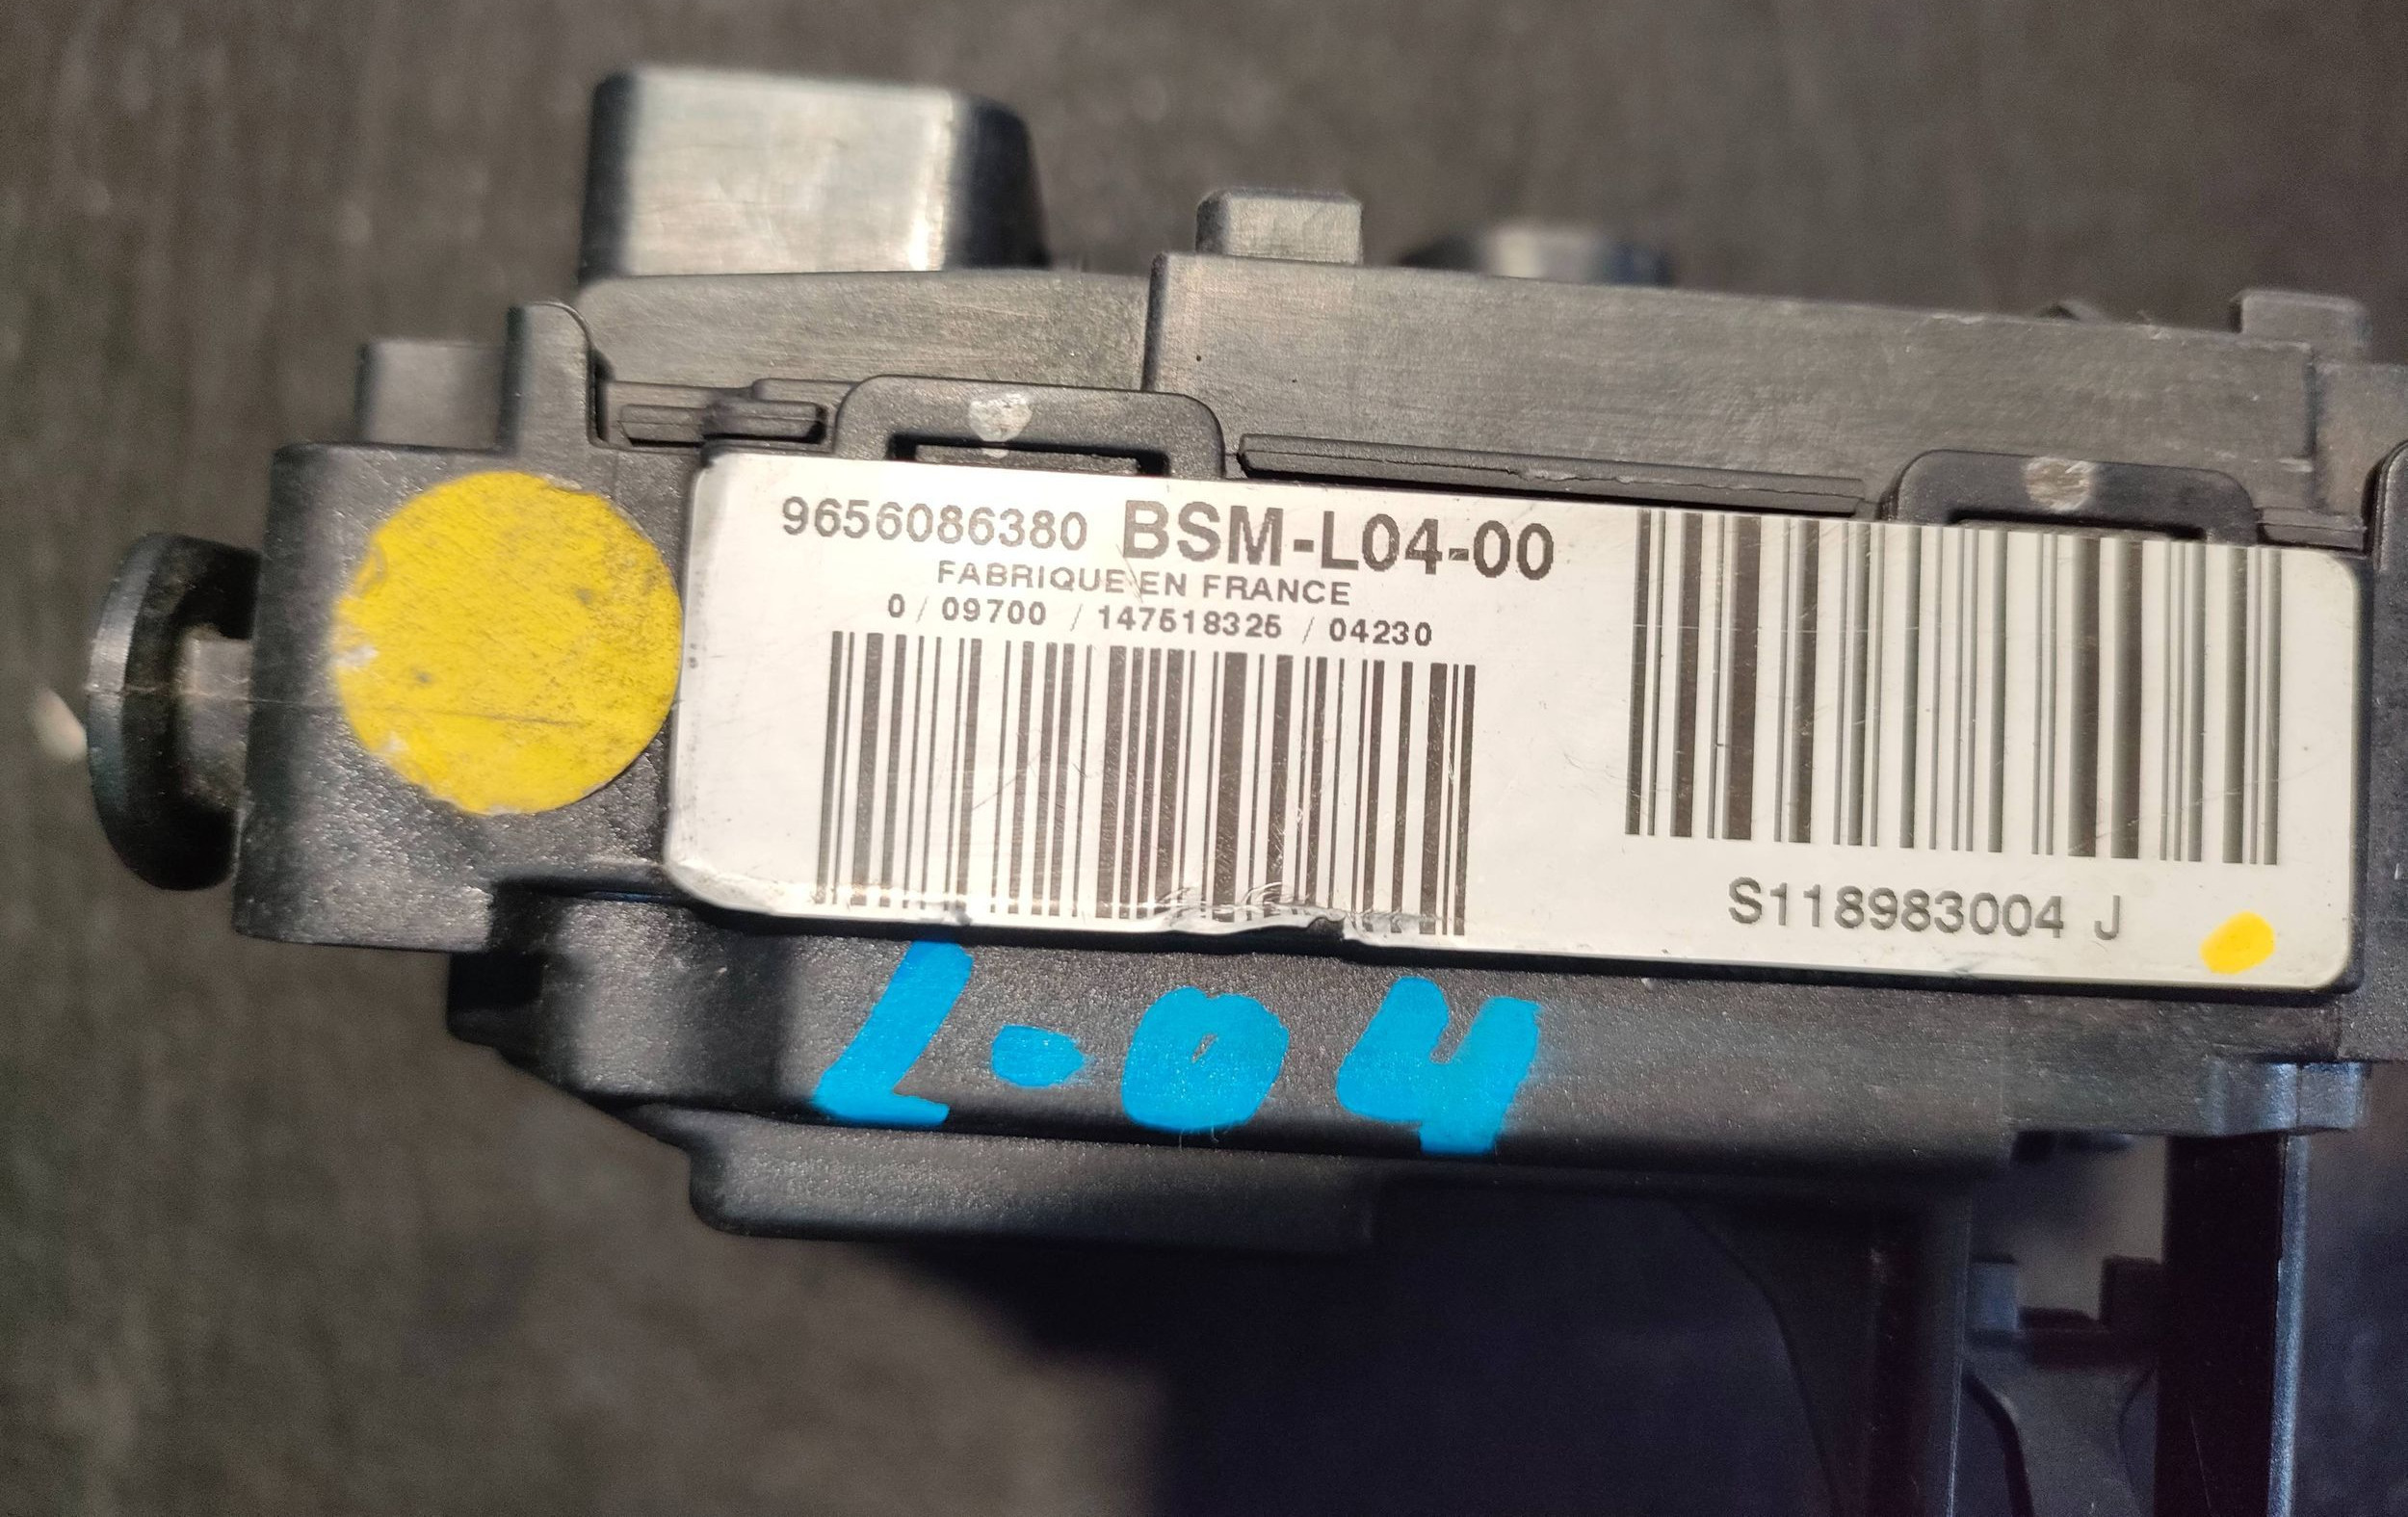 9656086380 BSM-L04-00
FABRIQUE EN FRANCE
0 / 09700 / 147518325 / 04230
S118983004 J
L-04